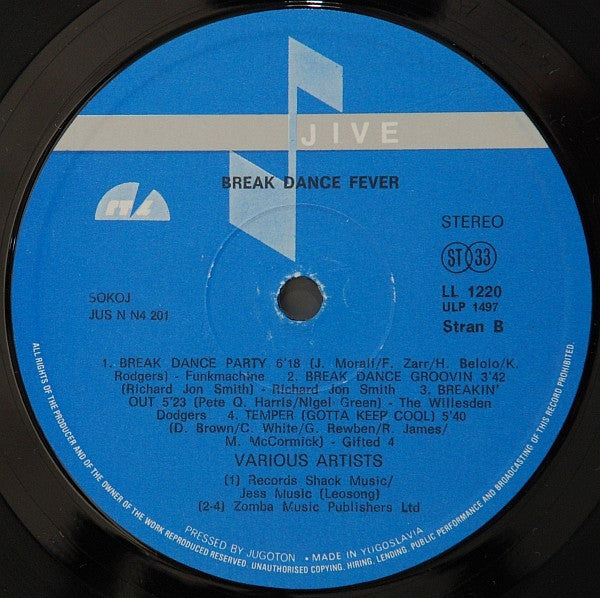 JIVE
BREAK DANCE FEVER
RTL
STEREO
ST 33
SOKOJ
JUS N N4 201
LL 1220
ULP 1497
Stran B
1. BREAK DANCE PARTY 6'18 (J. Morali/F. Zarr/H. Belolo/K.
Rodgers) - Funkmachine 2. BREAK DANCE GROOVIN 3'42
(Richard Jon Smith) - Richard Jon Smith 3. BREAKIN'
OUT 5'23 (Pete Q. Harris/Nigel Green) - The Willesden
Dodgers 4. TEMPER (GOTTA KEEP COOL) 5'40
(D. Brown/C. White/G. Rewben/R. James/
M. McCormick) - Gifted 4
VARIOUS ARTISTS
(1) Records Shack Music/
Jess Music (Leosong)
(2-4) Zomba Music Publishers Ltd
PRESSED BY JUGOTON • MADE IN YUGOSLAVIA
ALL RIGHTS OF THE PRODUCER AND OF THE OWNER OF THE WORK REPRODUCED RESERVED. UNAUTHORISED COPYING, HIRING, LENDING, PUBLIC PERFORMANCE AND BROADCASTING OF THIS RECORD PROHIBITED.